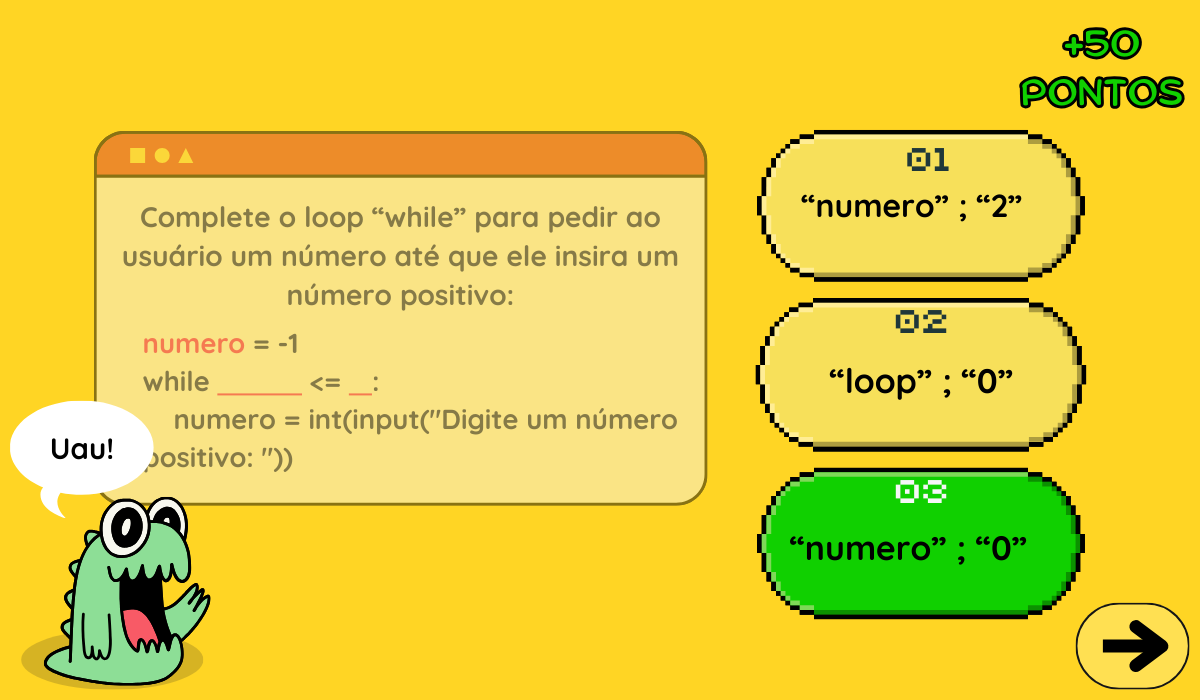 +50
PONTOS
Complete o loop “while” para pedir ao
usuário um número até que ele insira um
número positivo:
numero = -1
while _______ <= __:
numero = int(input("Digite um número
positivo: "))
Uau!
01
“numero” ; “2”
02
“loop” ; “0”
03
“numero” ; “0”